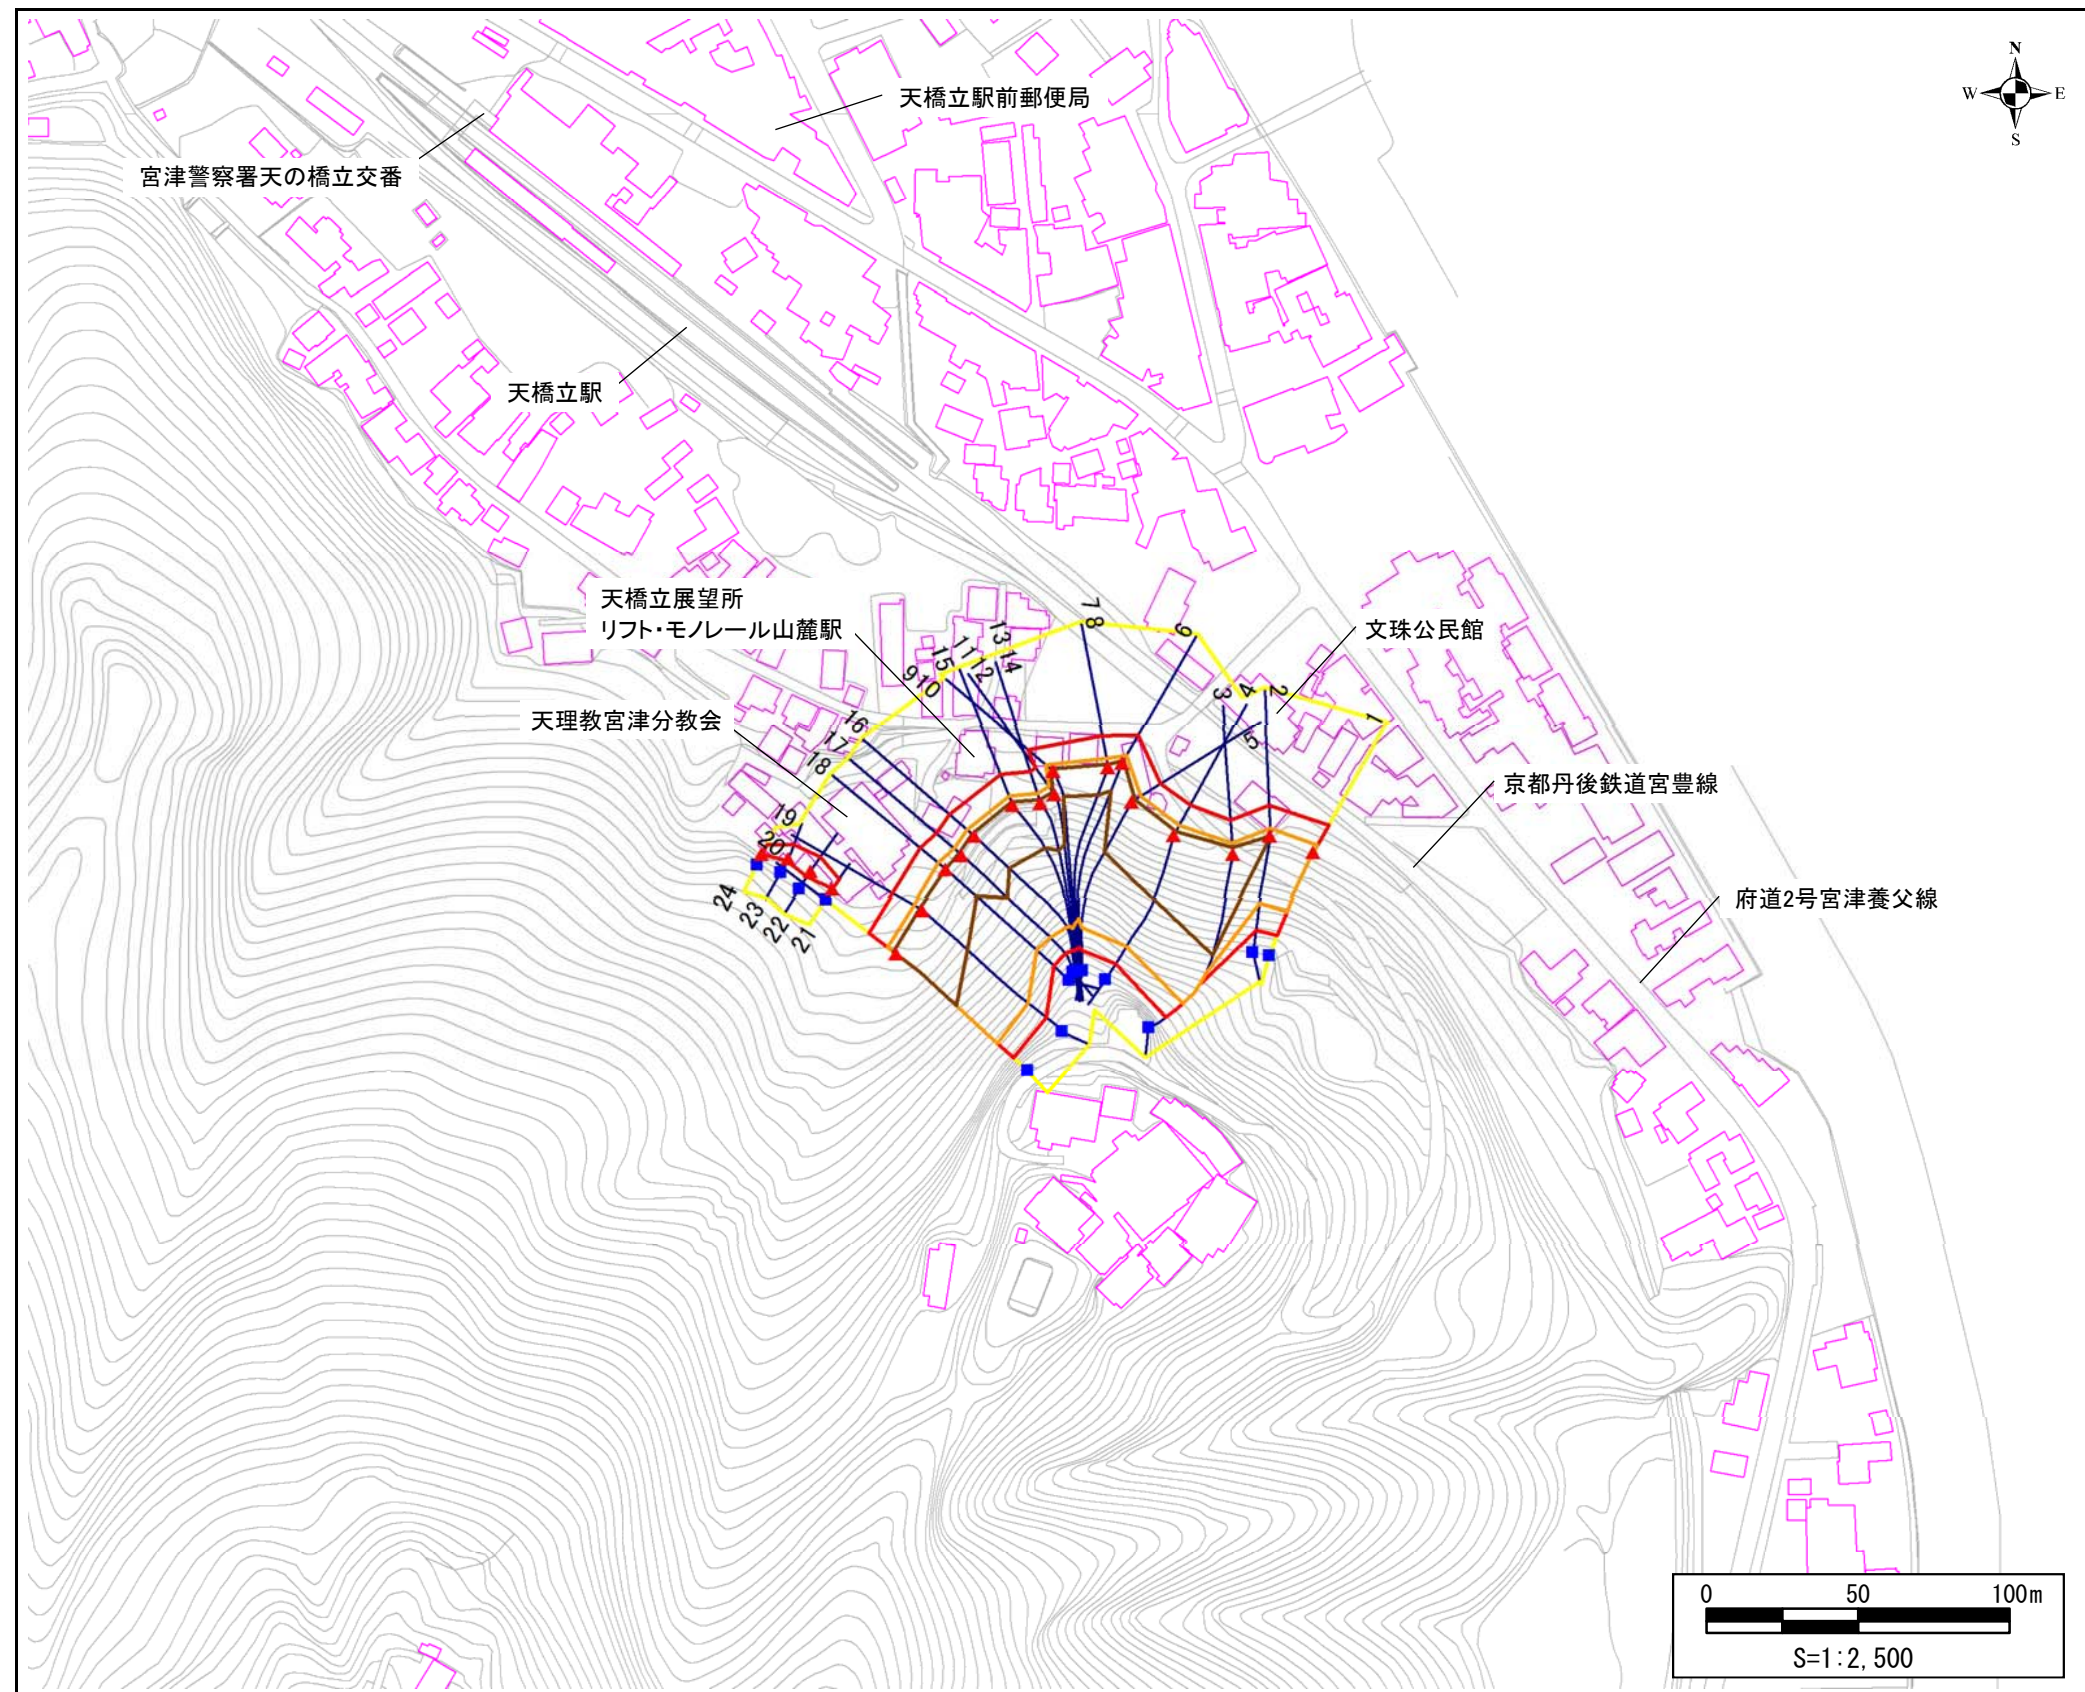 N
W E
S
天橋立駅前郵便局
宮津警察署天の橋立交番
天橋立駅
天橋立展望所
リフト・モノレール山麓駅
文珠公民館
天理教宮津分教会
京都丹後鉄道宮豊線
府道2号宮津養父線
1
2
3
4
5
6
7
8
9
10
11
12
13
14
15
16
17
18
19
20
21
22
23
24
0 50 100m
S=1:2,500